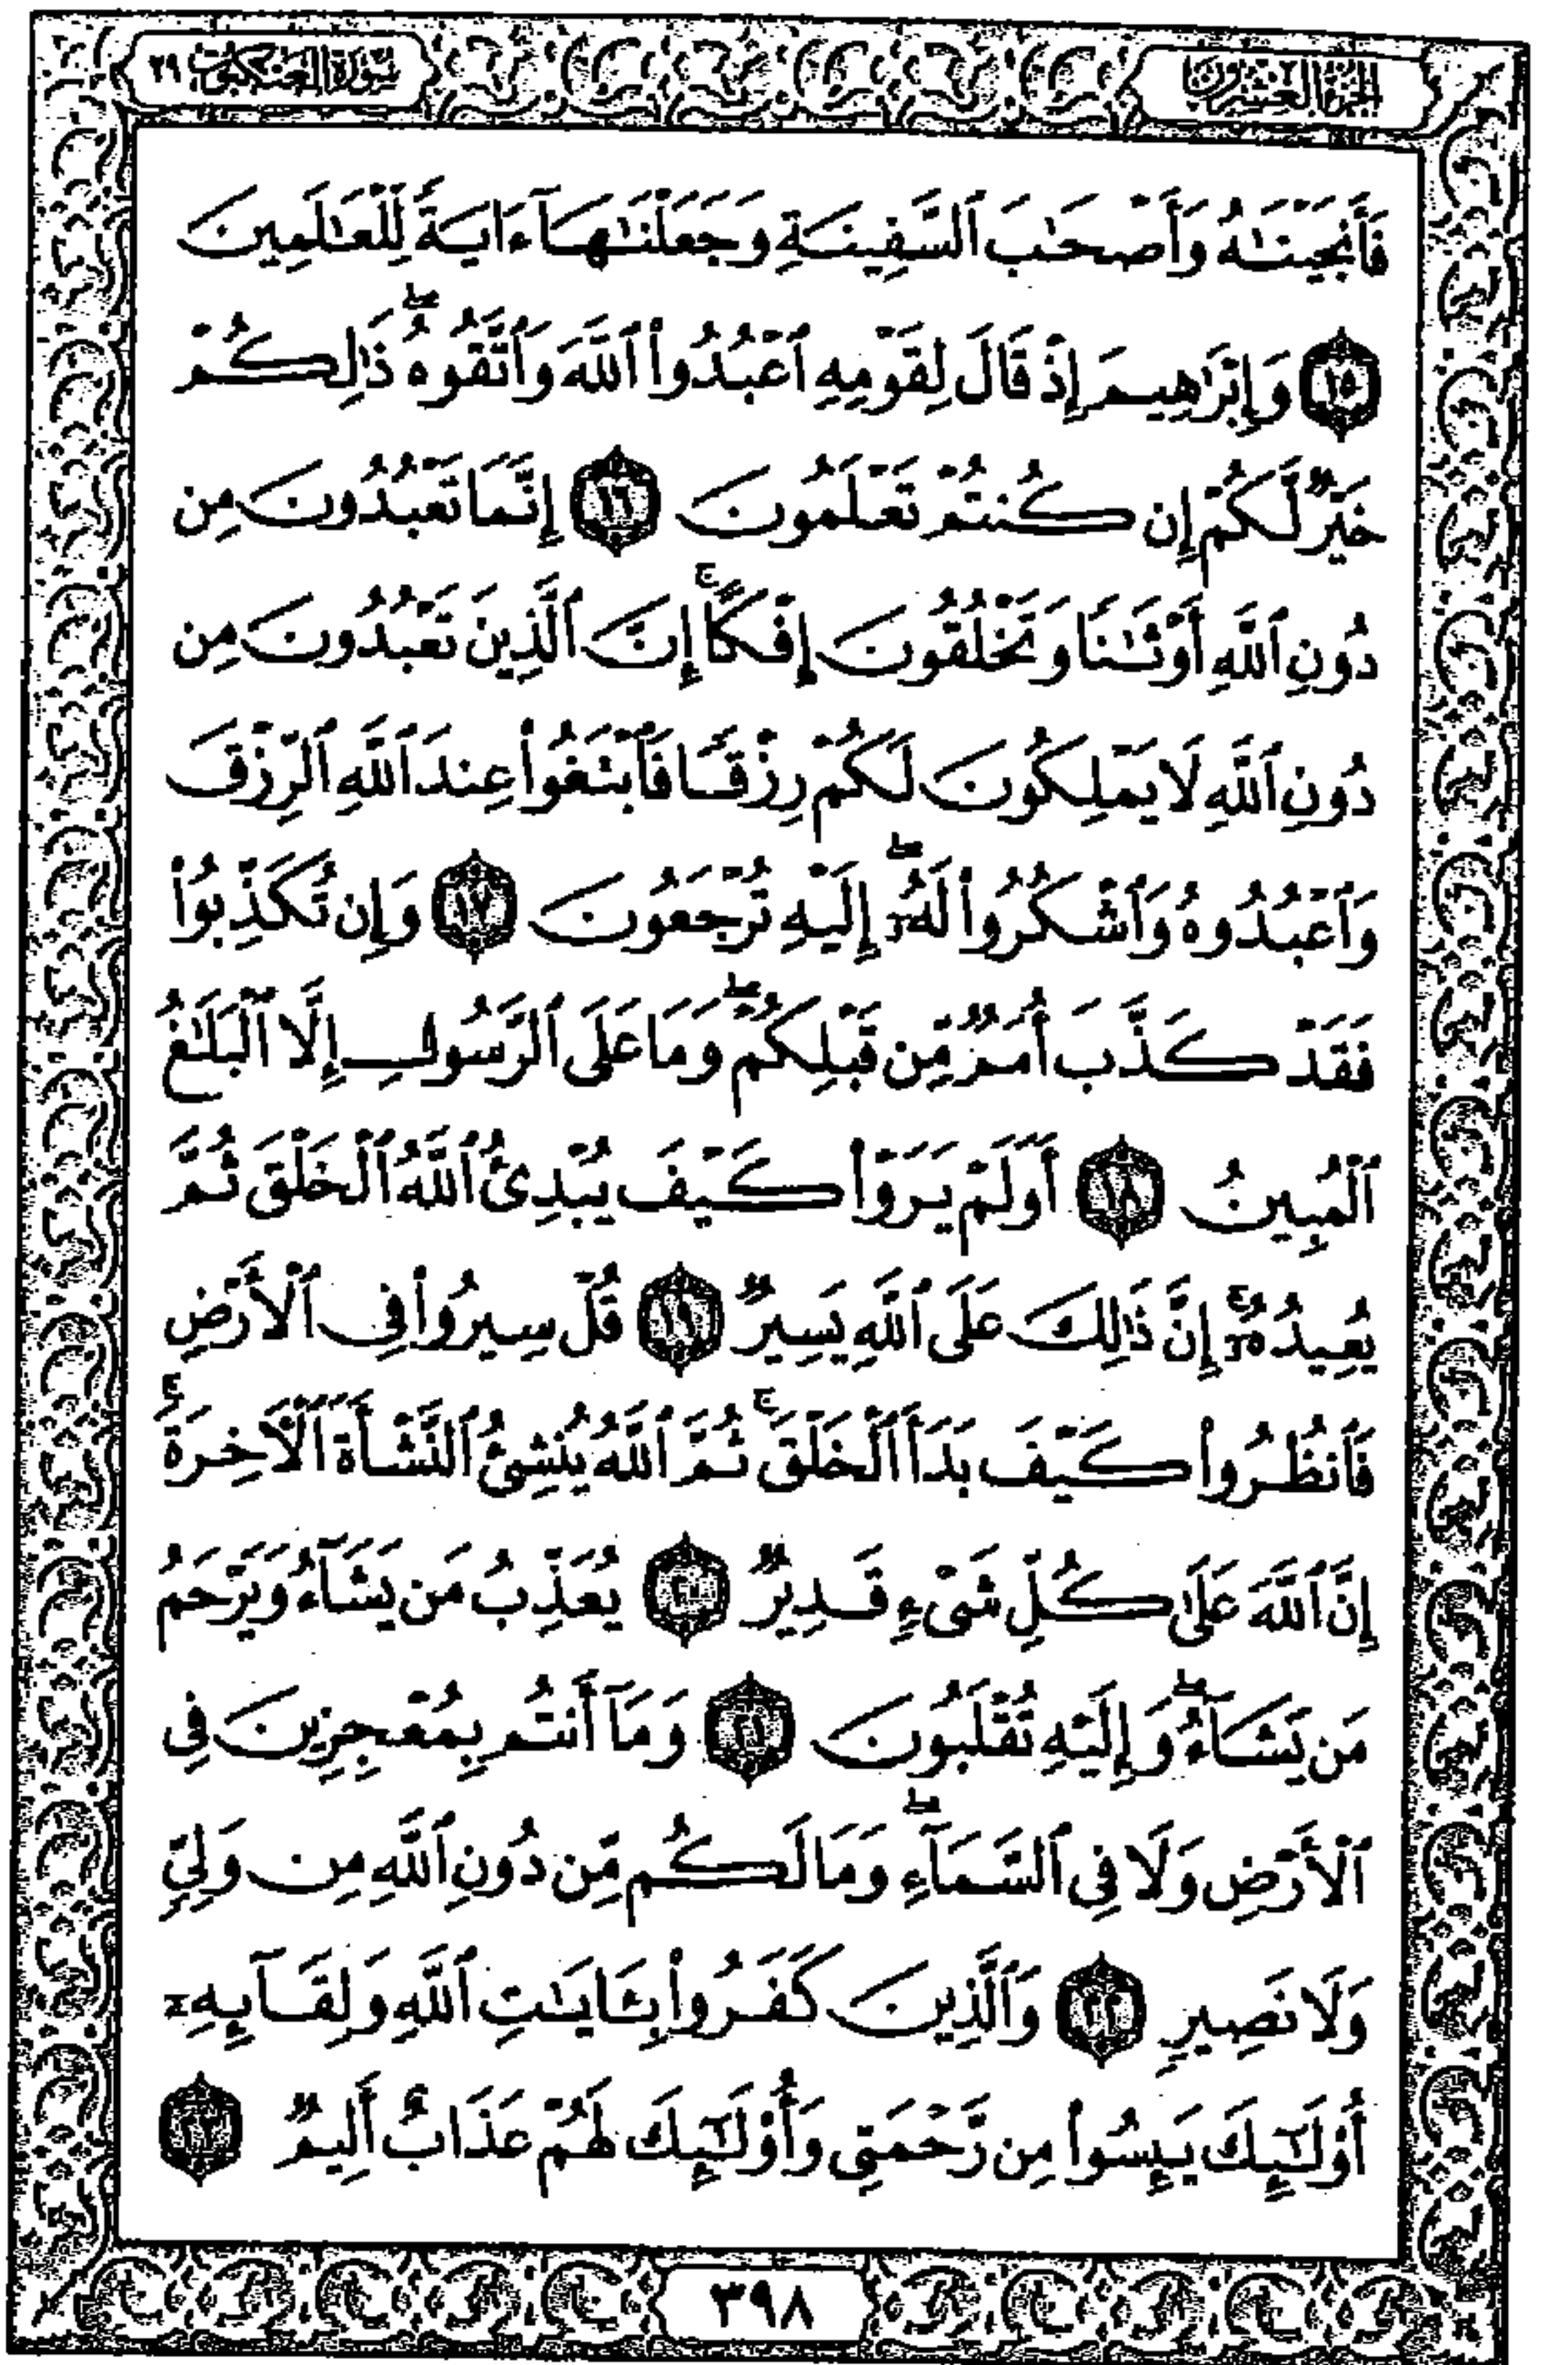 الجزء العشرون
سورة العنكبوت ٢٩
فَأَنجَيْنَٰهُ وَأَصْحَٰبَ ٱلسَّفِينَةِ وَجَعَلْنَٰهَآ ءَايَةً لِّلْعَٰلَمِينَ
١٥ وَإِبْرَٰهِيمَ إِذْ قَالَ لِقَوْمِهِ ٱعْبُدُوا۟ ٱللَّهَ وَٱتَّقُوهُ ۖ ذَٰلِكُمْ
خَيْرٌ لَّكُمْ إِن كُنتُمْ تَعْلَمُونَ ١٦ إِنَّمَا تَعْبُدُونَ مِن
دُونِ ٱللَّهِ أَوْثَٰنًا وَتَخْلُقُونَ إِفْكًا ۚ إِنَّ ٱلَّذِينَ تَعْبُدُونَ مِن
دُونِ ٱللَّهِ لَا يَمْلِكُونَ لَكُمْ رِزْقًا فَٱبْتَغُوا۟ عِندَ ٱللَّهِ ٱلرِّزْقَ
وَٱعْبُدُوهُ وَٱشْكُرُوا۟ لَهُۥٓ ۖ إِلَيْهِ تُرْجَعُونَ ١٧ وَإِن تُكَذِّبُوا۟
فَقَدْ كَذَّبَ أُمَمٌ مِّن قَبْلِكُمْ ۖ وَمَا عَلَى ٱلرَّسُولِ إِلَّا ٱلْبَلَٰغُ
ٱلْمُبِينُ ١٨ أَوَلَمْ يَرَوْا۟ كَيْفَ يُبْدِئُ ٱللَّهُ ٱلْخَلْقَ ثُمَّ
يُعِيدُهُۥٓ ۚ إِنَّ ذَٰلِكَ عَلَى ٱللَّهِ يَسِيرٌ ١٩ قُلْ سِيرُوا۟ فِى ٱلْأَرْضِ
فَٱنظُرُوا۟ كَيْفَ بَدَأَ ٱلْخَلْقَ ۚ ثُمَّ ٱللَّهُ يُنشِئُ ٱلنَّشْأَةَ ٱلْـَٔاخِرَةَ ۚ
إِنَّ ٱللَّهَ عَلَىٰ كُلِّ شَىْءٍ قَدِيرٌ ٢٠ يُعَذِّبُ مَن يَشَآءُ وَيَرْحَمُ
مَن يَشَآءُ ۖ وَإِلَيْهِ تُقْلَبُونَ ٢١ وَمَآ أَنتُم بِمُعْجِزِينَ فِى
ٱلْأَرْضِ وَلَا فِى ٱلسَّمَآءِ ۖ وَمَا لَكُم مِّن دُونِ ٱللَّهِ مِن وَلِىٍّ
وَلَا نَصِيرٍ ٢٢ وَٱلَّذِينَ كَفَرُوا۟ بِـَٔايَٰتِ ٱللَّهِ وَلِقَآئِهِۦٓ
أُو۟لَٰٓئِكَ يَئِسُوا۟ مِن رَّحْمَتِى وَأُو۟لَٰٓئِكَ لَهُمْ عَذَابٌ أَلِيمٌ ٢٣
٣٩٨